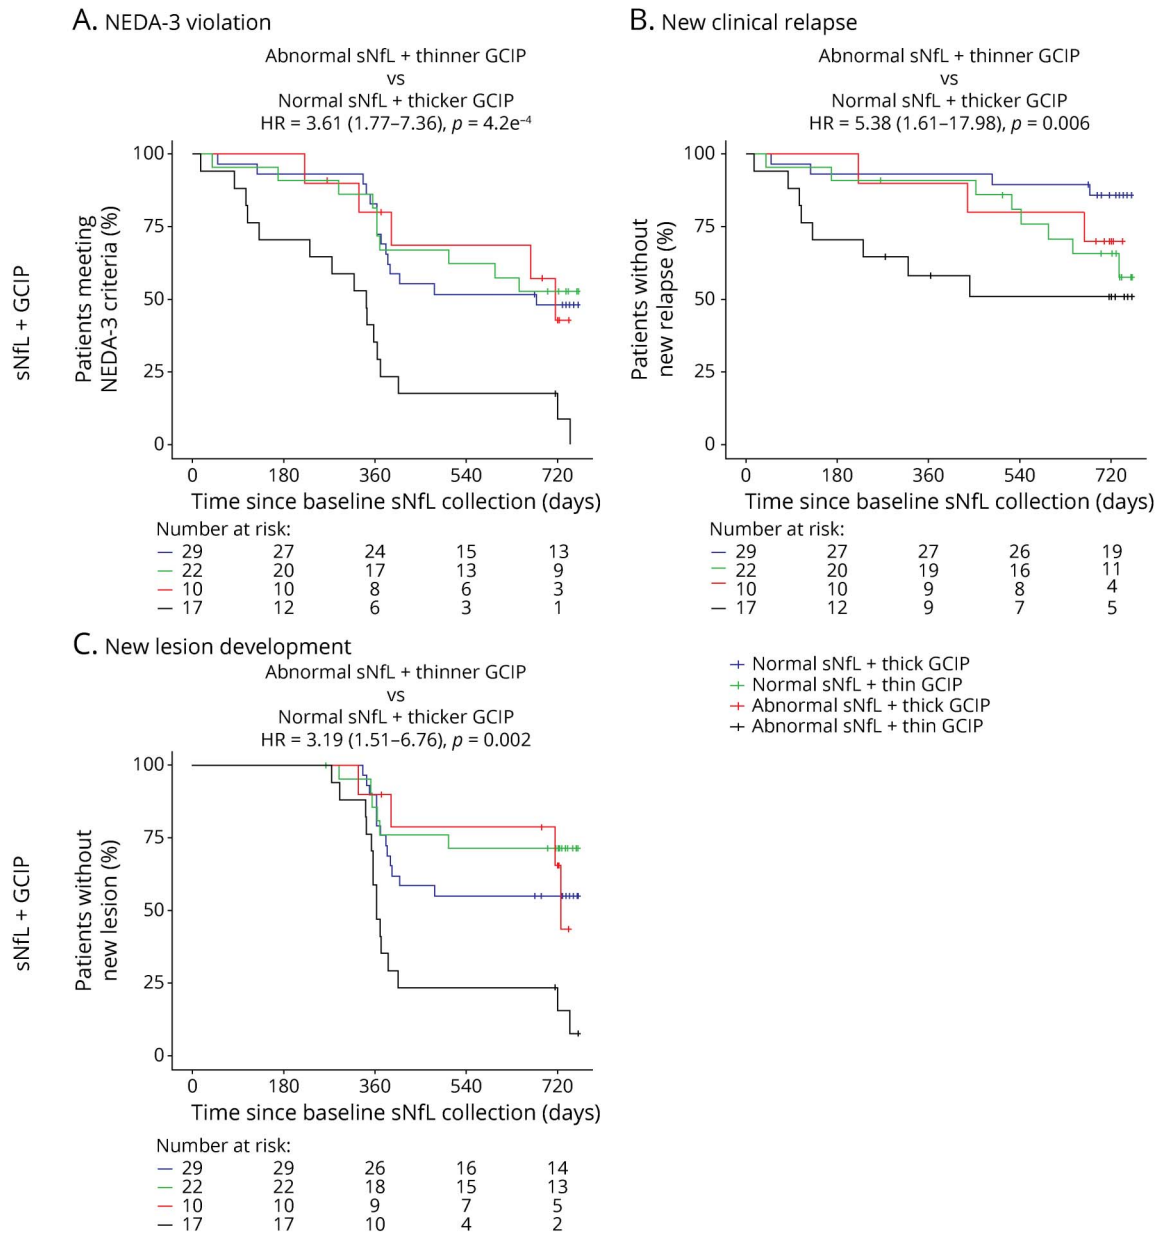 A. NEDA-3 violation
Abnormal sNfL + thinner GCIP
vs
Normal sNfL + thicker GCIP
HR = 3.61 (1.77–7.36), p = 4.2e–4
sNfL + GCIP
Patients meeting
NEDA-3 criteria (%)
100
75
50
25
0
0 180 360 540 720
Time since baseline sNfL collection (days)
Number at risk:
29 27 24 15 13
22 20 17 13 9
10 10 8 6 3
17 12 6 3 1
B. New clinical relapse
Abnormal sNfL + thinner GCIP
vs
Normal sNfL + thicker GCIP
HR = 5.38 (1.61–17.98), p = 0.006
Patients without
new relapse (%)
100
75
50
25
0
0 180 360 540 720
Time since baseline sNfL collection (days)
Number at risk:
29 27 27 26 19
22 20 19 16 11
10 10 9 8 4
17 12 9 7 5
C. New lesion development
Abnormal sNfL + thinner GCIP
vs
Normal sNfL + thicker GCIP
HR = 3.19 (1.51–6.76), p = 0.002
sNfL + GCIP
Patients without
new lesion (%)
100
75
50
25
0
0 180 360 540 720
Time since baseline sNfL collection (days)
Number at risk:
29 29 26 16 14
22 22 18 15 13
10 10 9 7 5
17 17 10 4 2
Normal sNfL + thick GCIP
Normal sNfL + thin GCIP
Abnormal sNfL + thick GCIP
Abnormal sNfL + thin GCIP